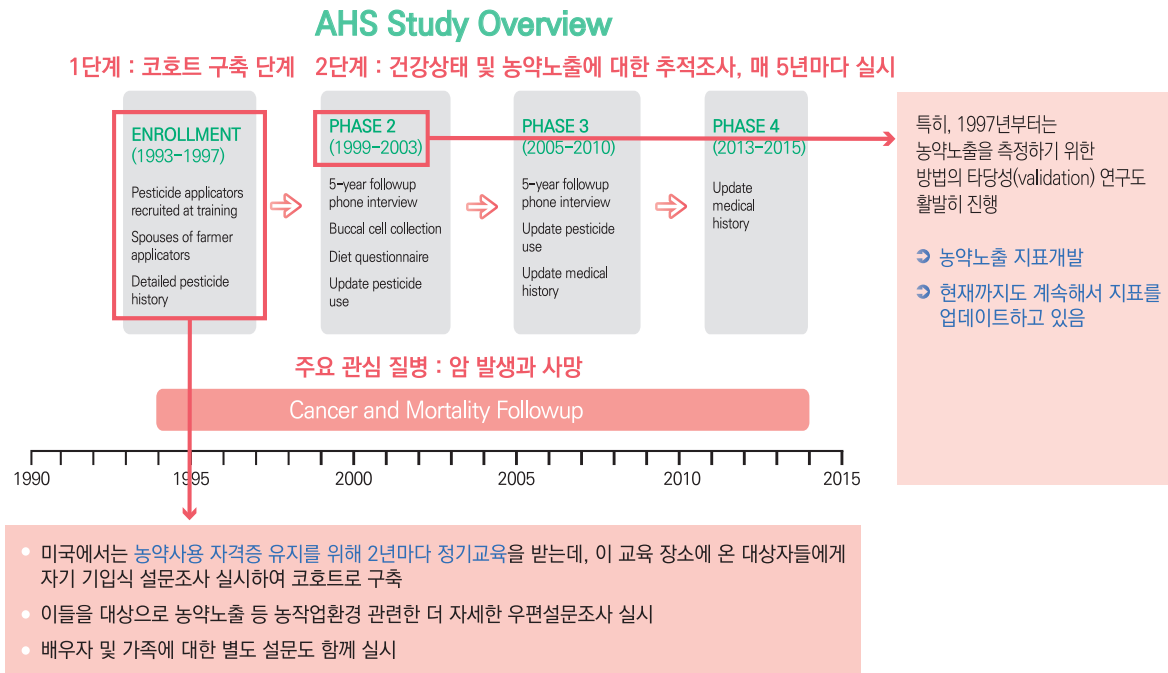 AHS Study Overview
1단계 : 코호트 구축 단계
2단계 : 건강상태 및 농약노출에 대한 추적조사, 매 5년마다 실시
ENROLLMENT
(1993-1997)
Pesticide applicators
recruited at training
Spouses of farmer
applicators
Detailed pesticide
history
PHASE 2
(1999-2003)
5-year followup
phone interview
Buccal cell collection
Diet questionnaire
Update pesticide
use
PHASE 3
(2005-2010)
5-year followup
phone interview
Update pesticide
use
Update medical
history
PHASE 4
(2013-2015)
Update
medical
history
특히, 1997년부터는
농약노출을 측정하기 위한
방법의 타당성(validation) 연구도
활발히 진행
농약노출 지표개발
현재까지도 계속해서 지표를
업데이트하고 있음
주요 관심 질병 : 암 발생과 사망
Cancer and Mortality Followup
1990 1995 2000 2005 2010 2015
• 미국에서는 농약사용 자격증 유지를 위해 2년마다 정기교육을 받는데, 이 교육 장소에 온 대상자들에게
자기 기입식 설문조사 실시하여 코호트로 구축
• 이들을 대상으로 농약노출 등 농작업환경 관련한 더 자세한 우편설문조사 실시
• 배우자 및 가족에 대한 별도 설문도 함께 실시